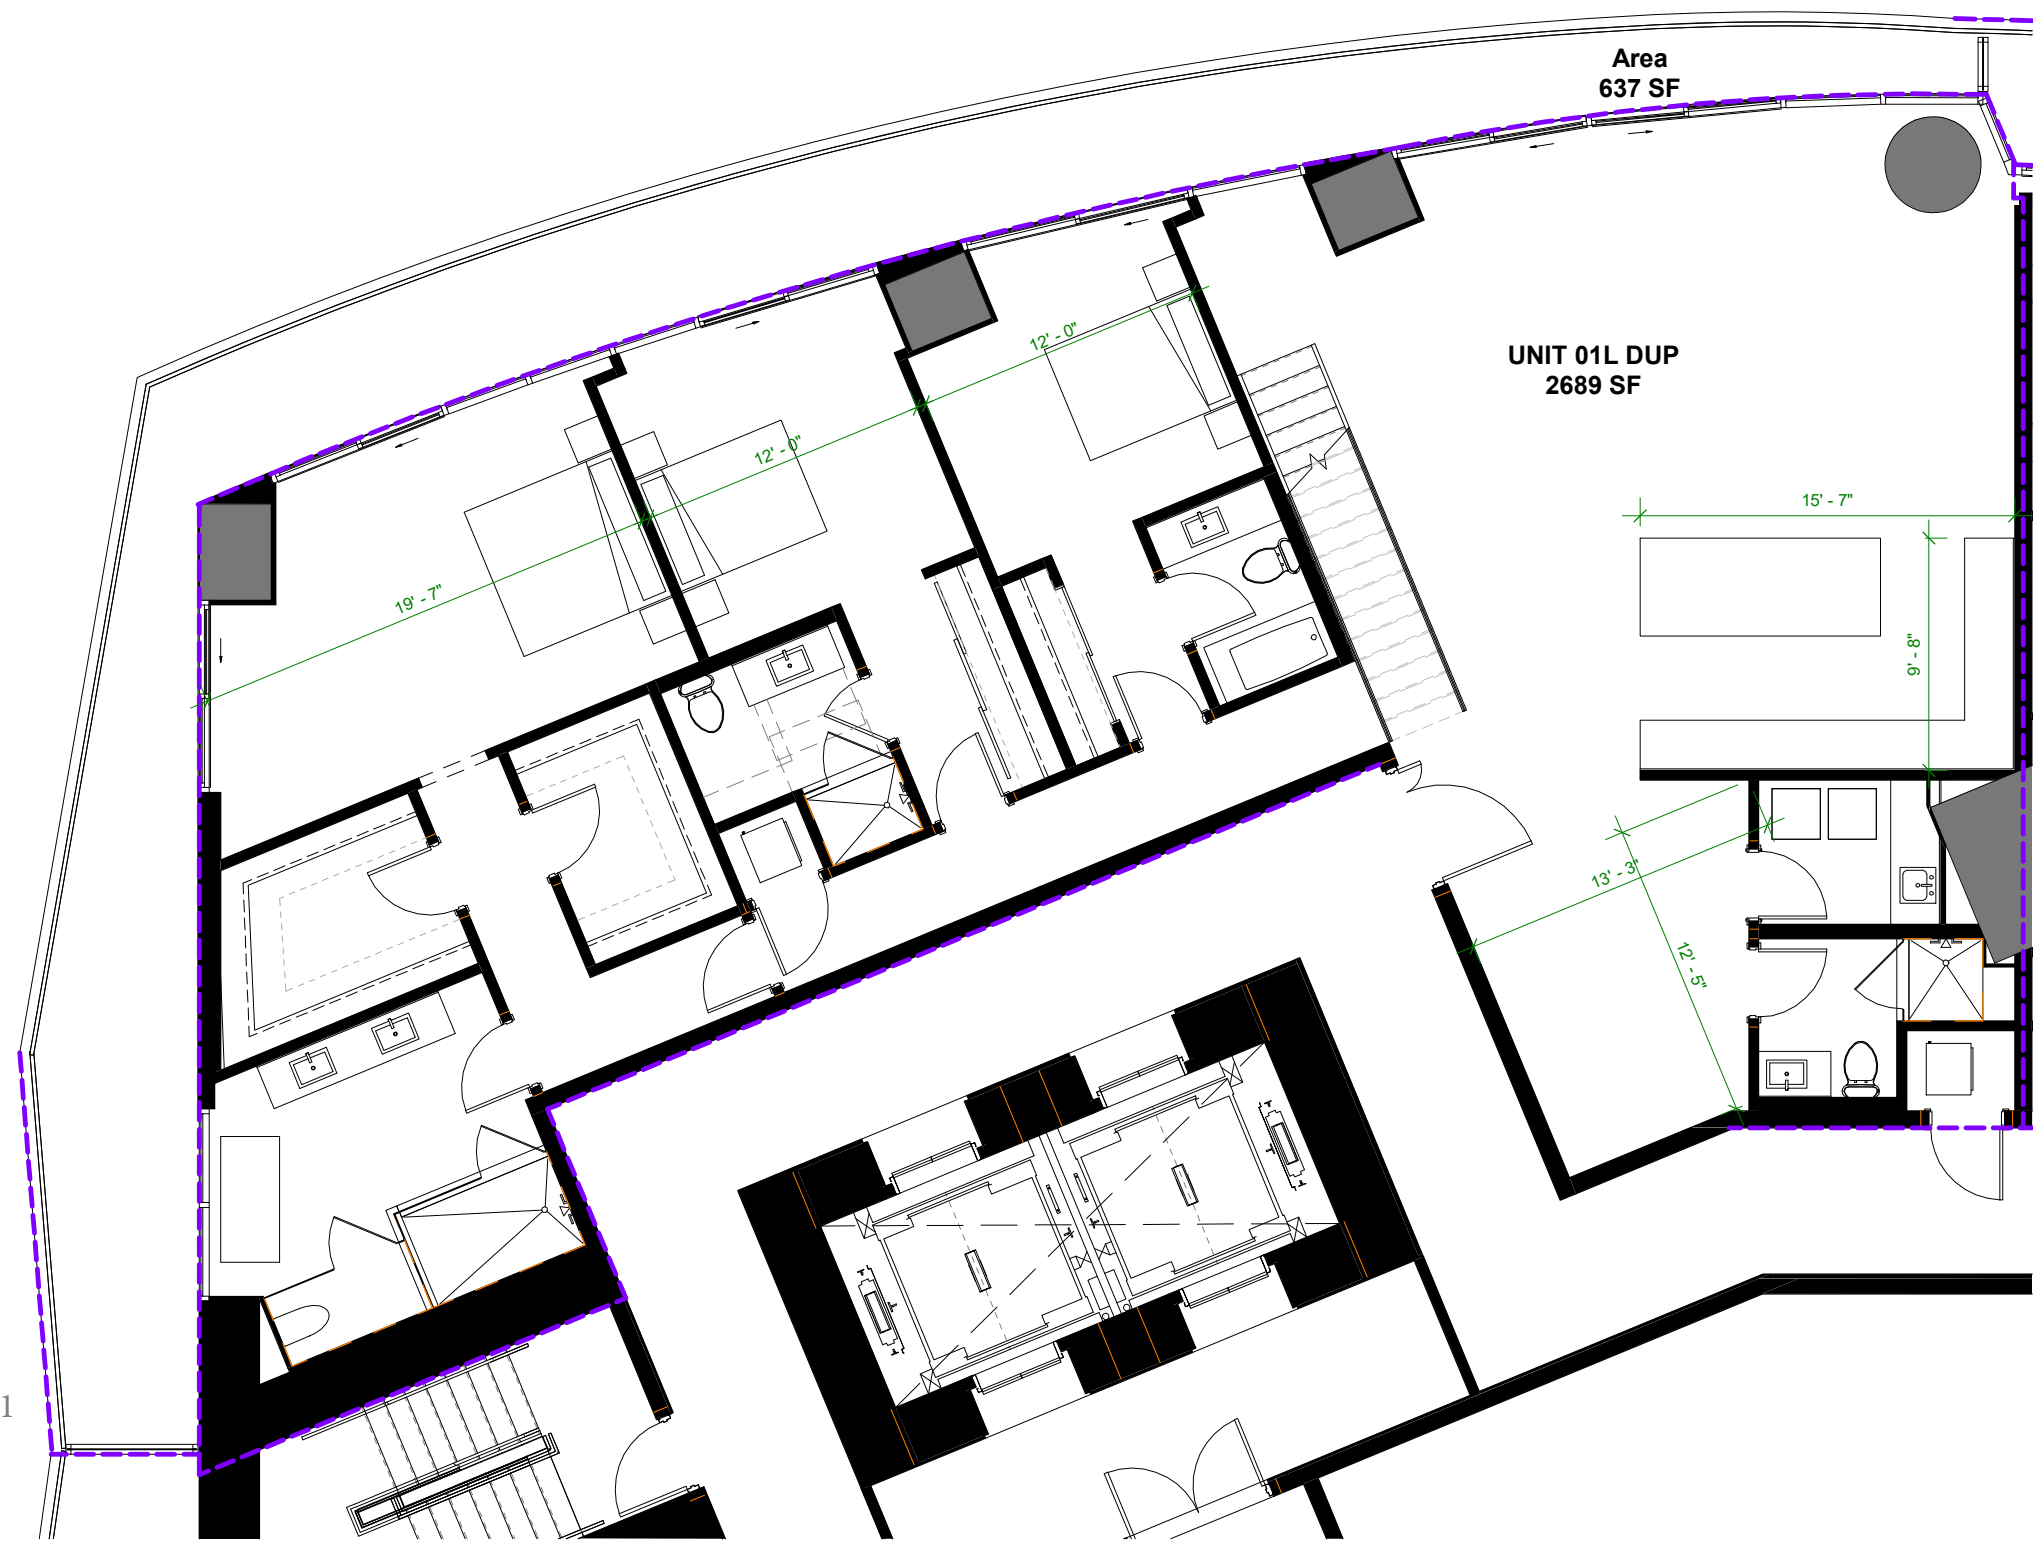 Area
637 SF
12' - 0"
UNIT 01L DUP
2689 SF
12' - 0"
15' - 7"
19' - 7"
9' - 8"
13' - 3"
12' - 5"
1